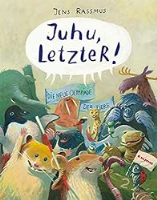 JENS RASSMUS
JUHU,
LETZTER!
DIE NEUE OLYMPIADE
DER TIERE